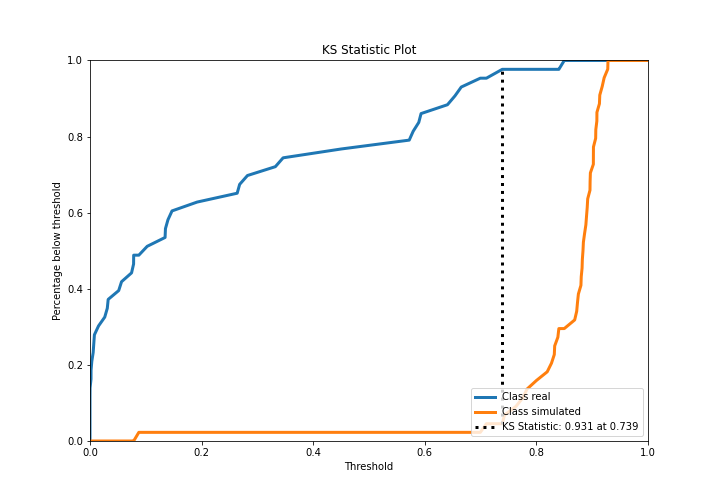 KS Statistic Plot
1.0
0.8
0.6
0.4
0.2
0.0
Percentage below threshold
0.0 0.2 0.4 0.6 0.8 1.0
Threshold
Class real
Class simulated
KS Statistic: 0.931 at 0.739